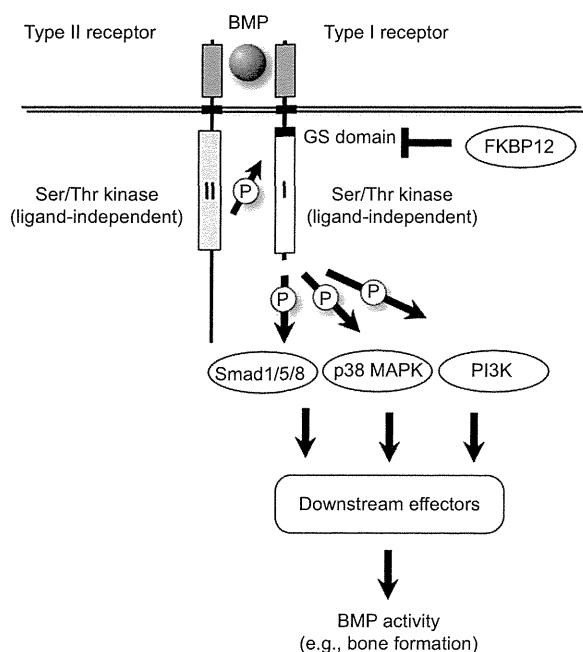 BMP
Type II receptor
Type I receptor
GS domain
FKBP12
II
P
I
Ser/Thr kinase
(ligand-independent)
Ser/Thr kinase
(ligand-independent)
P
P
P
Smad1/5/8
p38 MAPK
PI3K
Downstream effectors
BMP activity
(e.g., bone formation)